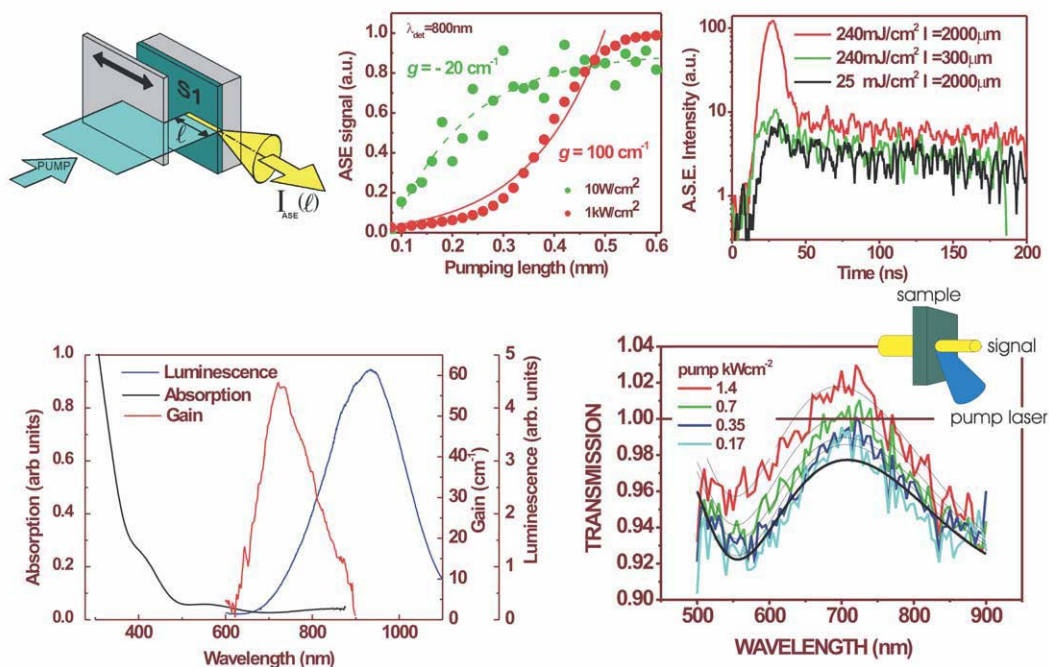 S1
ℓ
PUMP
I_ASE (ℓ)
ASE signal (a.u.)
1.0
0.8
0.6
0.4
0.2
0.0
λdet=800nm
g = - 20 cm⁻¹
g = 100 cm⁻¹
10W/cm²
1kW/cm²
0.1 0.2 0.3 0.4 0.5 0.6
Pumping length (mm)
A.S.E. Intensity (a.u.)
100
10
1
240mJ/cm² l =2000µm
240mJ/cm² l =300µm
25 mJ/cm² l =2000µm
0 50 100 150 200
Time (ns)
Absorption (arb units)
1.0
0.8
0.6
0.4
0.2
0.0
Luminescence
Absorption
Gain
400 600 800 1000
Wavelength (nm)
60
50
40
30
20
10
0
Gain (cm⁻¹)
5
4
3
2
1
0
Luminescence (arb. units)
sample
signal
pump laser
TRANSMISSION
1.04
1.02
1.00
0.98
0.96
0.94
0.92
0.90
pump kWcm⁻²
1.4
0.7
0.35
0.17
500 600 700 800 900
WAVELENGTH (nm)